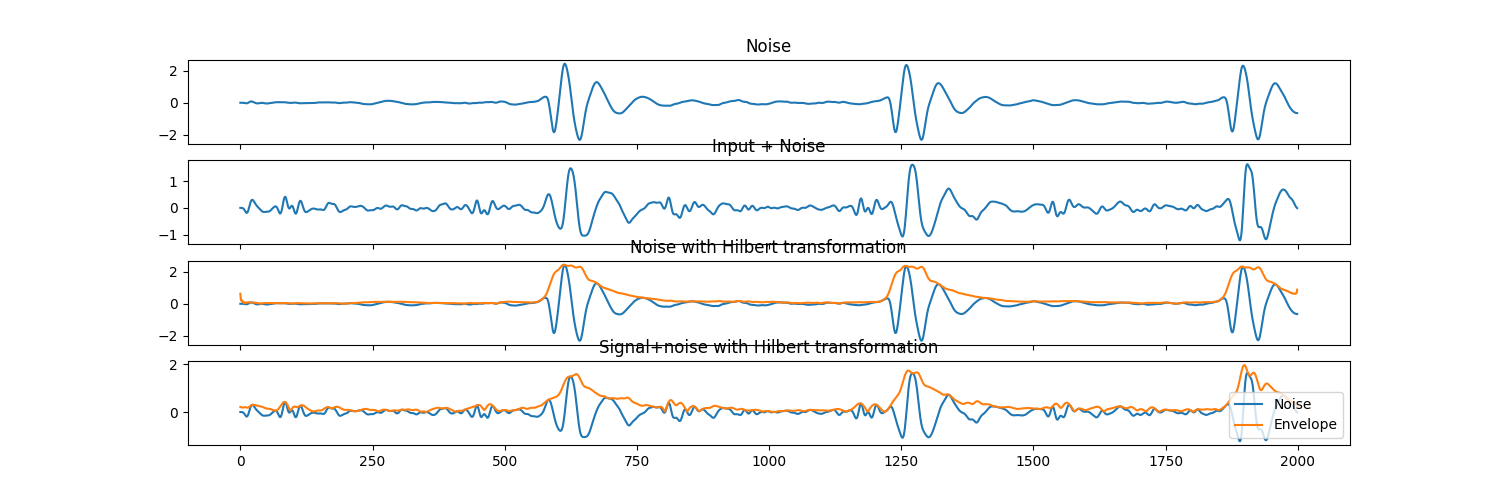 Noise
2
0
−2
Input + Noise
1
0
−1
Noise with Hilbert transformation
2
0
−2
Signal+noise with Hilbert transformation
2
0
Noise
Envelope
0 250 500 750 1000 1250 1500 1750 2000